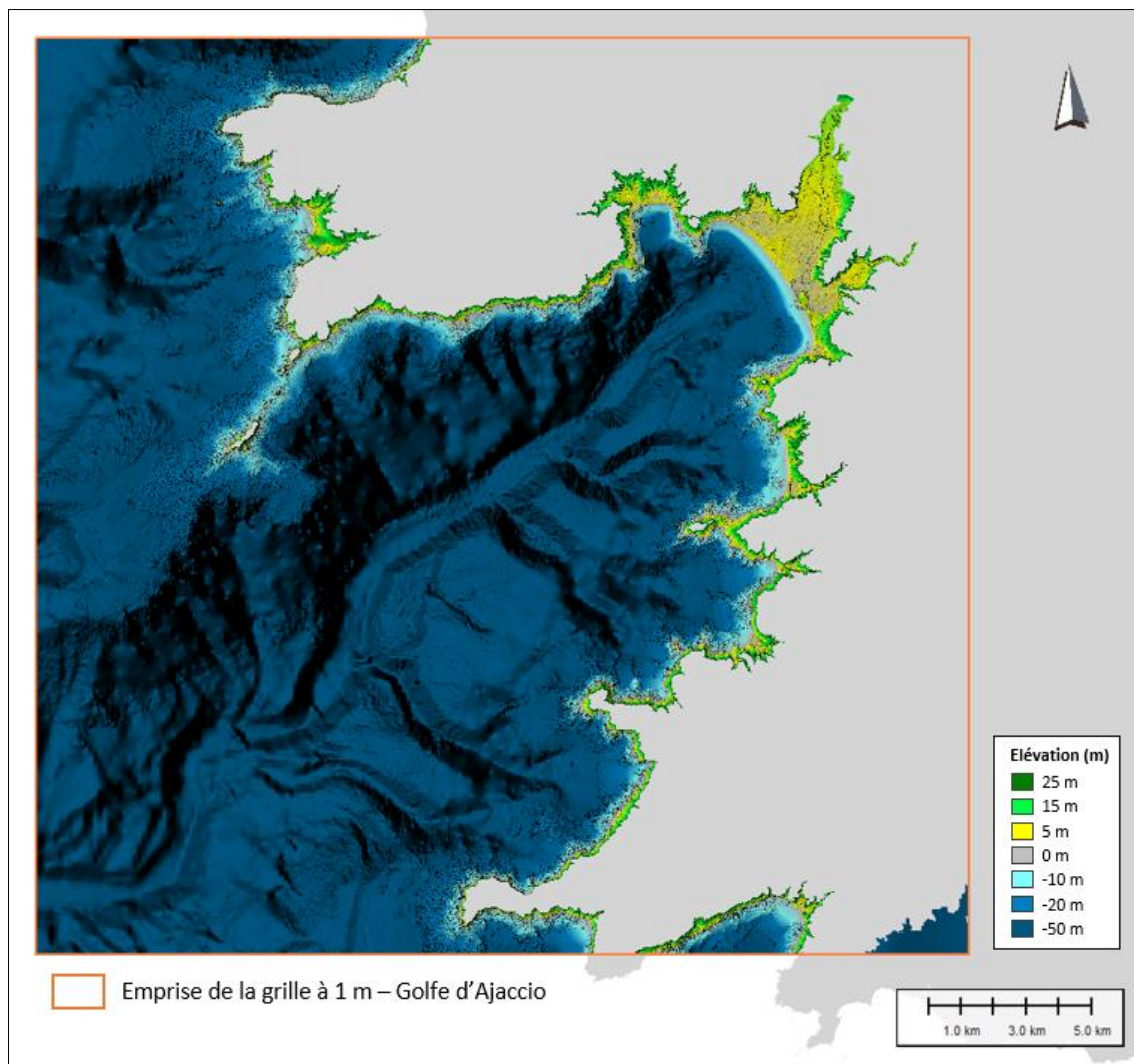 Elévation (m)
25 m
15 m
5 m
0 m
-10 m
-20 m
-50 m
Emprise de la grille à 1 m – Golfe d'Ajaccio
1.0 km 3.0 km 5.0 km